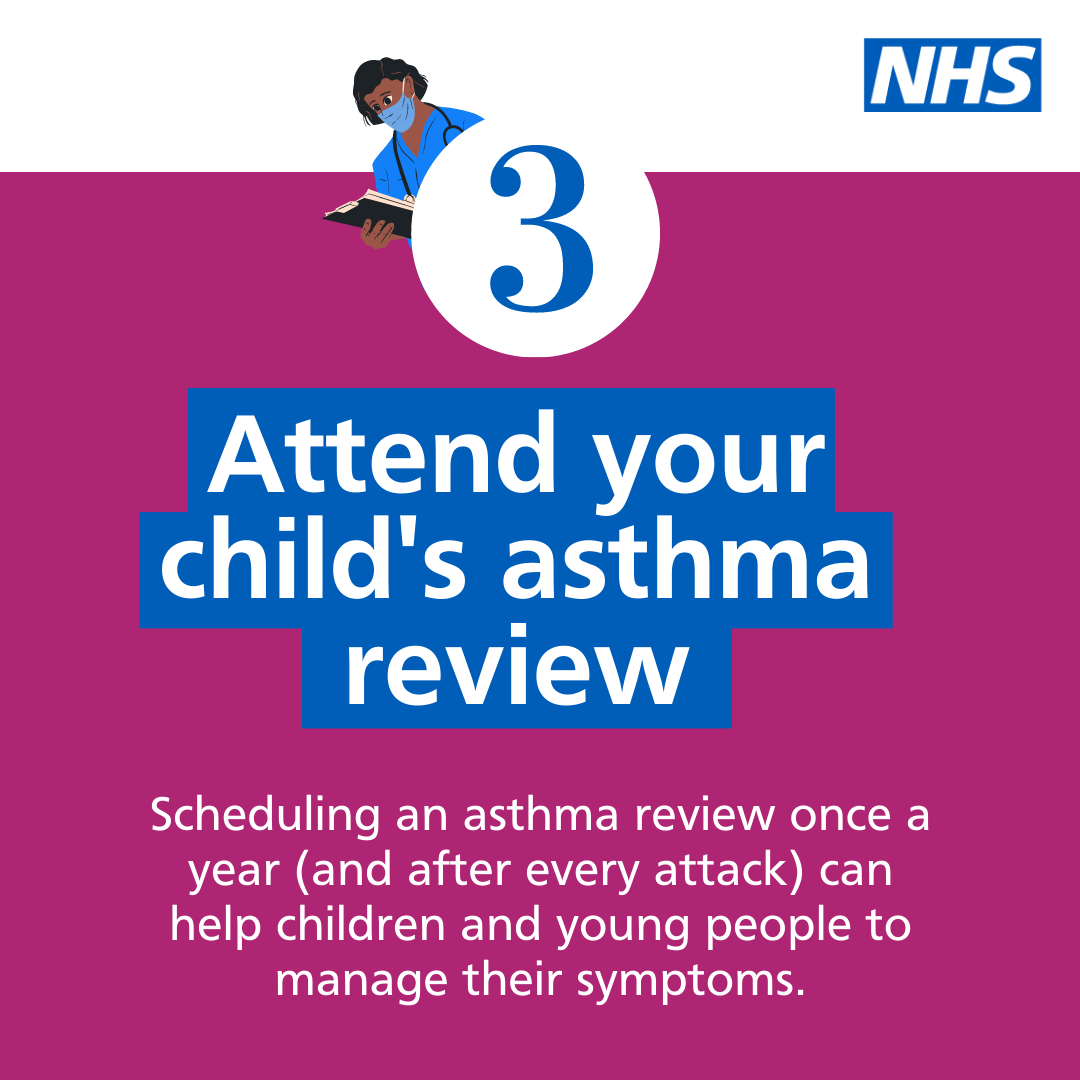 NHS
3
Attend your
child's asthma
review
Scheduling an asthma review once a
year (and after every attack) can
help children and young people to
manage their symptoms.